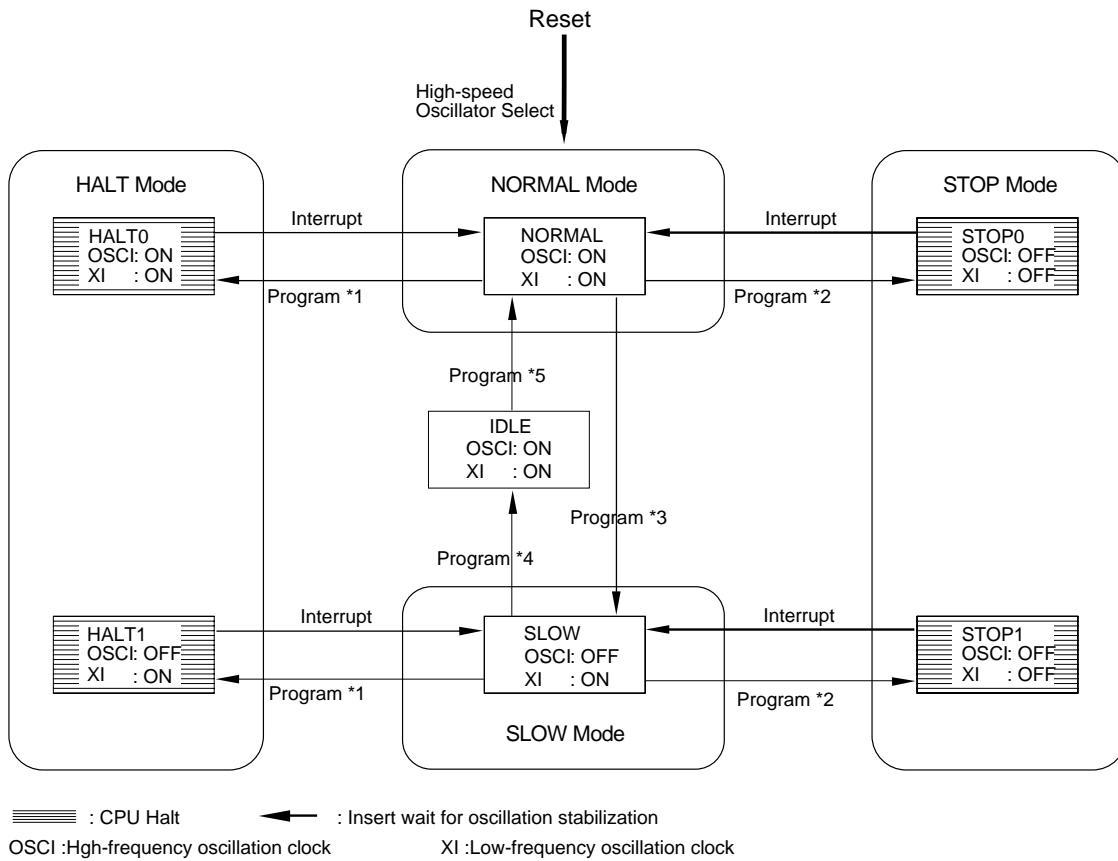 Reset
High-speed
Oscillator Select
HALT Mode
NORMAL Mode
STOP Mode
HALT0
OSCI: ON
XI : ON
Interrupt
Program *1
NORMAL
OSCI: ON
XI : ON
Interrupt
Program *2
STOP0
OSCI: OFF
XI : OFF
Program *5
IDLE
OSCI: ON
XI : ON
Program *3
Program *4
HALT1
OSCI: OFF
XI : ON
Interrupt
Program *1
SLOW
OSCI: OFF
XI : ON
Interrupt
Program *2
STOP1
OSCI: OFF
XI : OFF
SLOW Mode
: CPU Halt
: Insert wait for oscillation stabilization
OSCI :Hgh-frequency oscillation clock
XI :Low-frequency oscillation clock